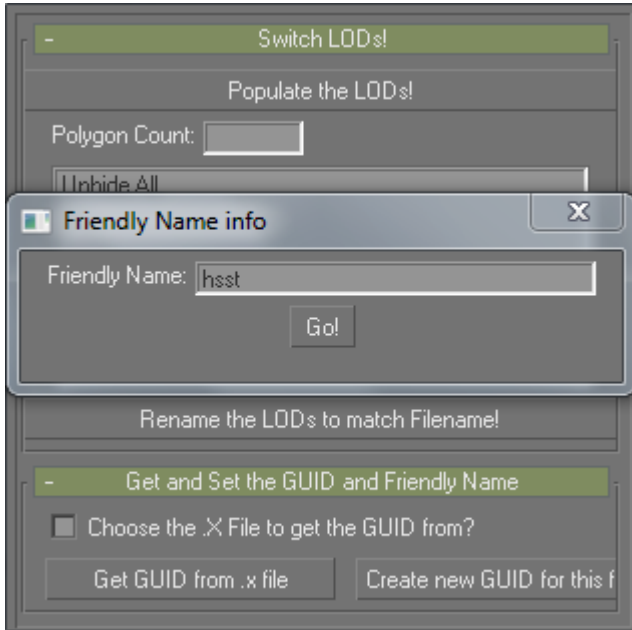 - Switch LODs!
Populate the LODs!
Polygon Count:
Unhide All
Friendly Name info
Friendly Name: hsst
Go!
Rename the LODs to match Filename!
- Get and Set the GUID and Friendly Name
Choose the .X File to get the GUID from?
Get GUID from .x file Create new GUID for this f